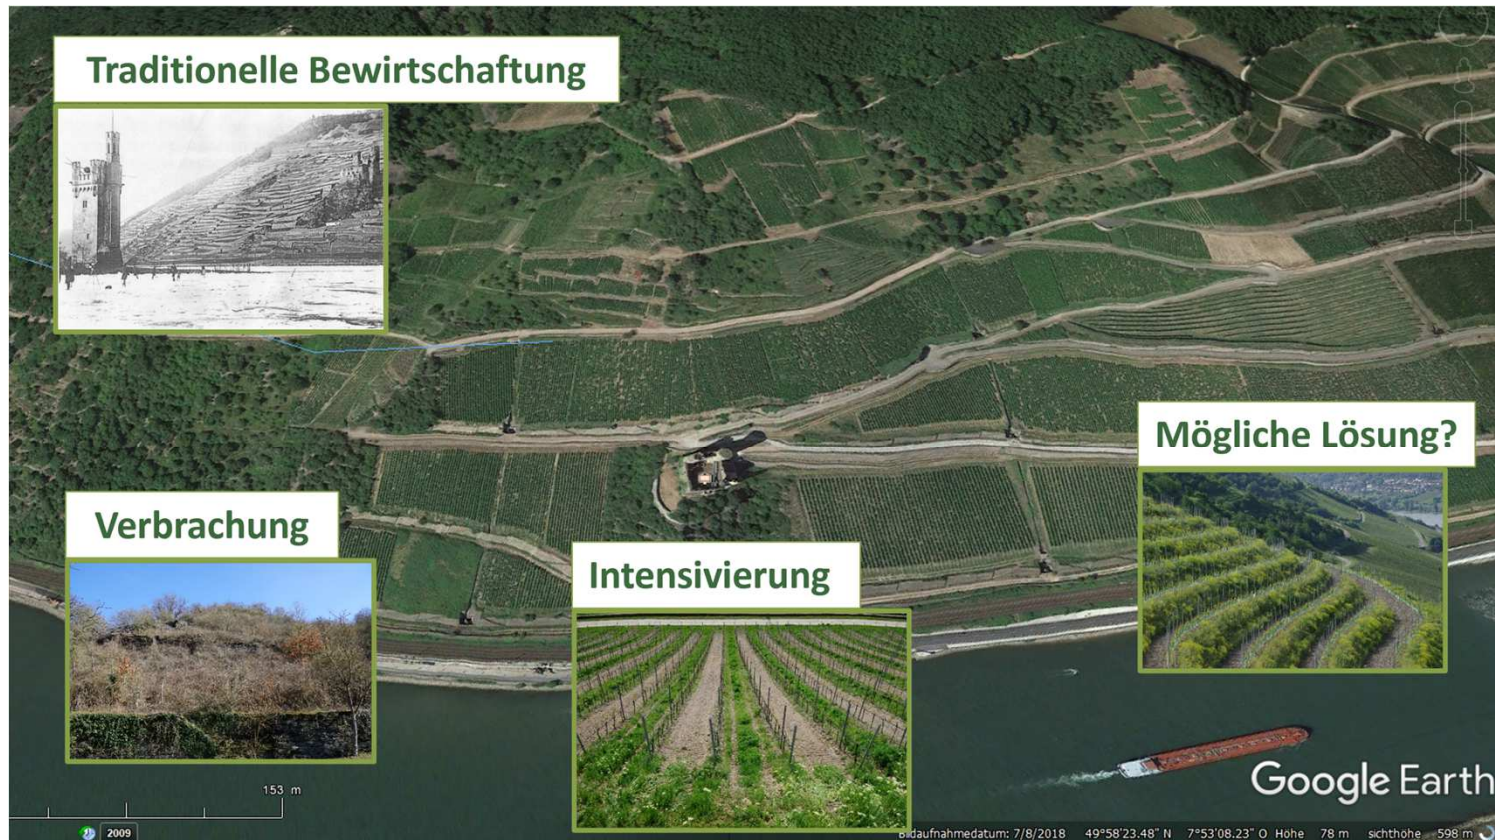 Traditionelle Bewirtschaftung
Mögliche Lösung?
Verbrachung
Intensivierung
Google Earth
153 m
2009
Bildaufnahmedatum: 7/8/2018 49°58'23.48" N 7°53'08.23" O Höhe 78 m sichthöhe 598 m